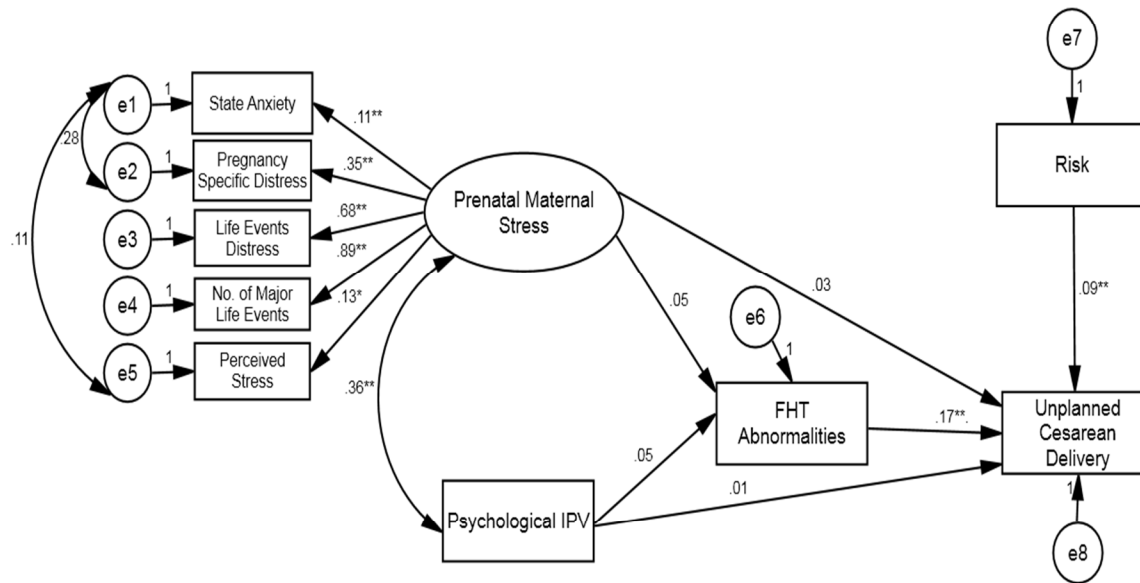 e7
1
Risk
.09**
e1
1
State Anxiety
.11**
.28
e2
1
Pregnancy
Specific Distress
.35**
e3
1
Life Events
Distress
.68**
.11
e4
1
No. of Major
Life Events
.89**
e5
1
Perceived
Stress
.13*
Prenatal Maternal
Stress
.03
.05
.36**
e6
1
FHT
Abnormalities
.17**.
Unplanned
Cesarean
Delivery
.05
.01
Psychological IPV
1
e8